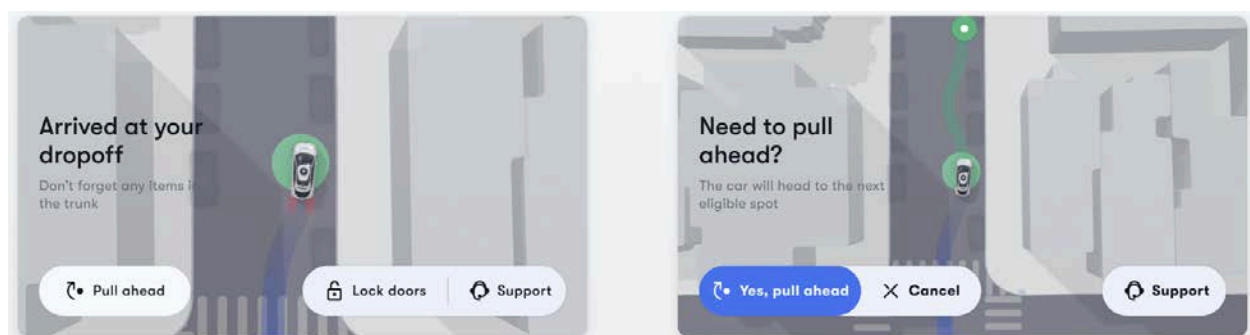 Arrived at your
dropoff
Don't forget any items in
the trunk
Pull ahead
Lock doors
Support
Need to pull
ahead?
The car will head to the next
eligible spot
Yes, pull ahead
Cancel
Support